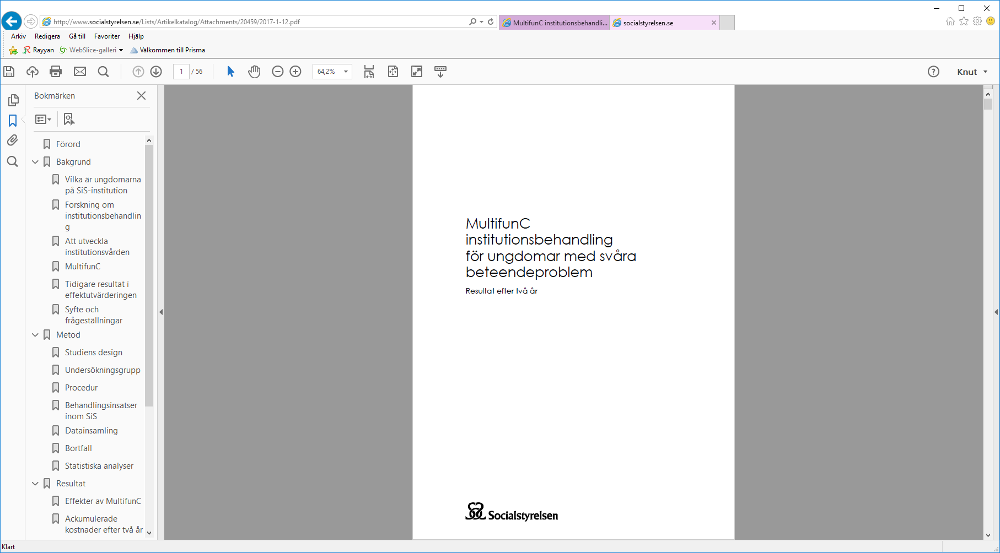 http://www.socialstyrelsen.se/Lists/Artikelkatalog/Attachments/20459/2017-1-12.pdf
MultifunC institutionsbehandli...
socialstyrelsen.se
Arkiv Redigera Gå till Favoriter Hjälp
Rayyan WebSlice-galleri Välkommen till Prisma
1 / 56 64,2% Knut
Bokmärken
Förord
Bakgrund
Vilka är ungdomarna
på SiS-institution
Forskning om
institutionsbehandlin
g
Att utveckla
institutionsvården
MultifunC
Tidigare resultat i
effektutvärderingen
Syfte och
frågeställningar
Metod
Studiens design
Undersökningsgrupp
Procedur
Behandlingsinsatser
inom SiS
Datainsamling
Bortfall
Statistiska analyser
Resultat
Effekter av MultifunC
Ackumulerade
kostnader efter två år
MultifunC
institutionsbehandling
för ungdomar med svåra
beteendeproblem
Resultat efter två år
Socialstyrelsen
Klart